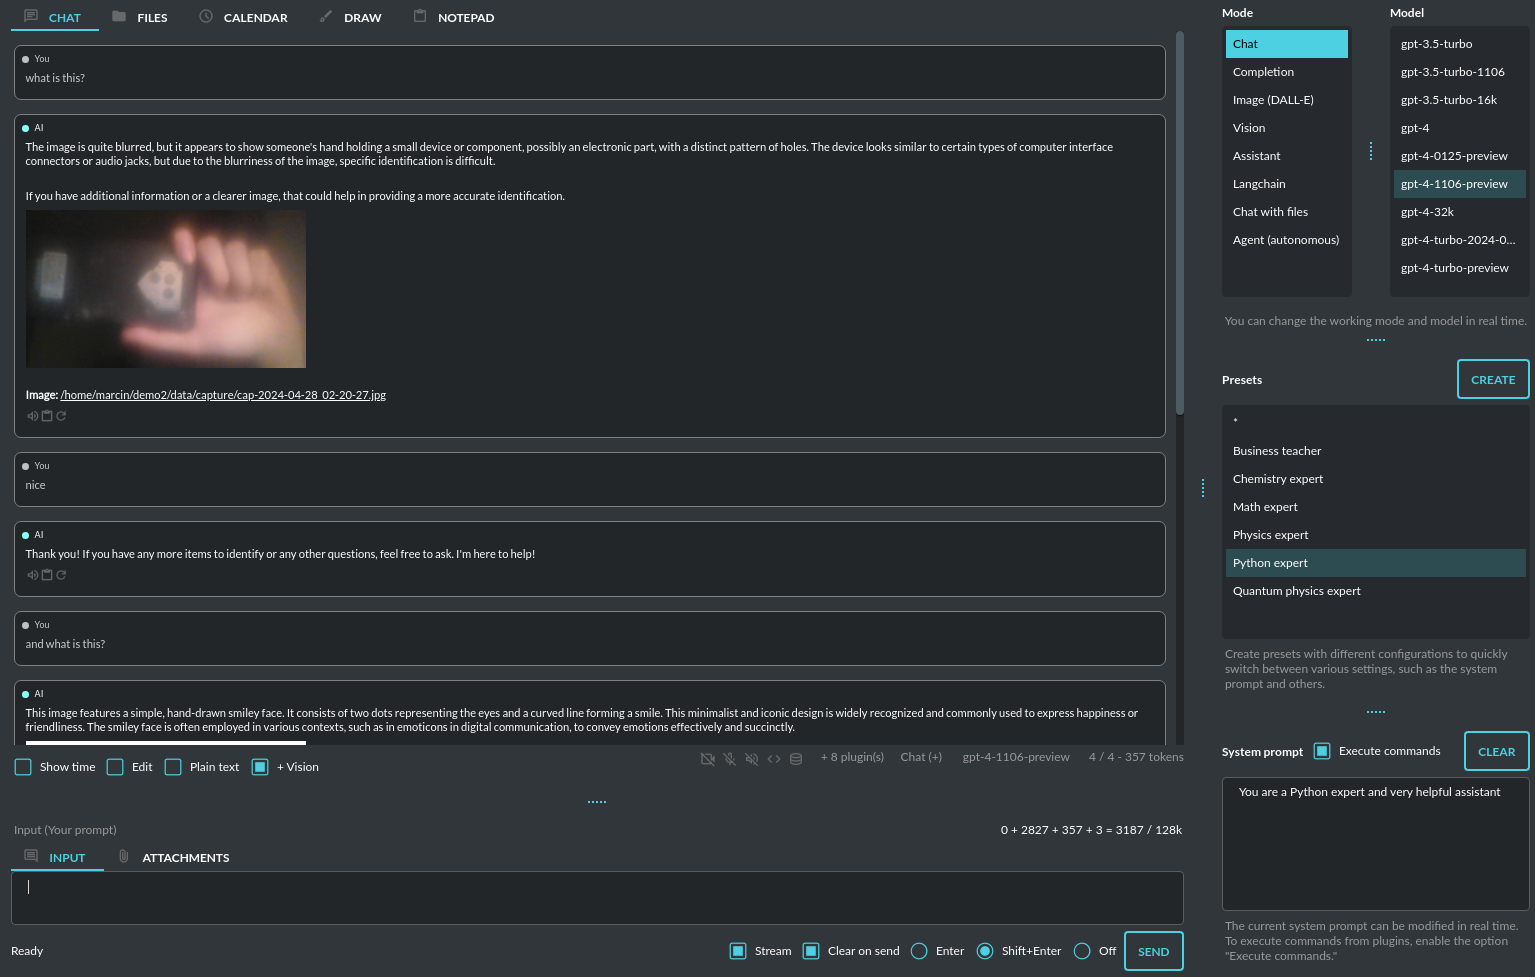 CHAT FILES CALENDAR DRAW NOTEPAD
You
what is this?
AI
The image is quite blurred, but it appears to show someone's hand holding a small device or component, possibly an electronic part, with a distinct pattern of holes. The device looks similar to certain types of computer interface
connectors or audio jacks, but due to the blurriness of the image, specific identification is difficult.
If you have additional information or a clearer image, that could help in providing a more accurate identification.
Image: /home/marcin/demo2/data/capture/cap-2024-04-28_02-20-27.jpg
You
nice
AI
Thank you! If you have any more items to identify or any other questions, feel free to ask. I'm here to help!
You
and what is this?
AI
This image features a simple, hand-drawn smiley face. It consists of two dots representing the eyes and a curved line forming a smile. This minimalist and iconic design is widely recognized and commonly used to express happiness or
friendliness. The smiley face is often employed in various contexts, such as in emoticons in digital communication, to convey emotions effectively and succinctly.
Show time Edit Plain text + Vision
+ 8 plugin(s) Chat (+) gpt-4-1106-preview 4 / 4 - 357 tokens
Input (Your prompt)
0 + 2827 + 357 + 3 = 3187 / 128k
INPUT ATTACHMENTS
Ready
Stream Clear on send Enter Shift+Enter Off SEND
Mode
Chat
Completion
Image (DALL-E)
Vision
Assistant
Langchain
Chat with files
Agent (autonomous)
Model
gpt-3.5-turbo
gpt-3.5-turbo-1106
gpt-3.5-turbo-16k
gpt-4
gpt-4-0125-preview
gpt-4-1106-preview
gpt-4-32k
gpt-4-turbo-2024-0...
gpt-4-turbo-preview
You can change the working mode and model in real time.
Presets
CREATE
*
Business teacher
Chemistry expert
Math expert
Physics expert
Python expert
Quantum physics expert
Create presets with different configurations to quickly
switch between various settings, such as the system
prompt and others.
System prompt Execute commands CLEAR
You are a Python expert and very helpful assistant
The current system prompt can be modified in real time.
To execute commands from plugins, enable the option
"Execute commands."